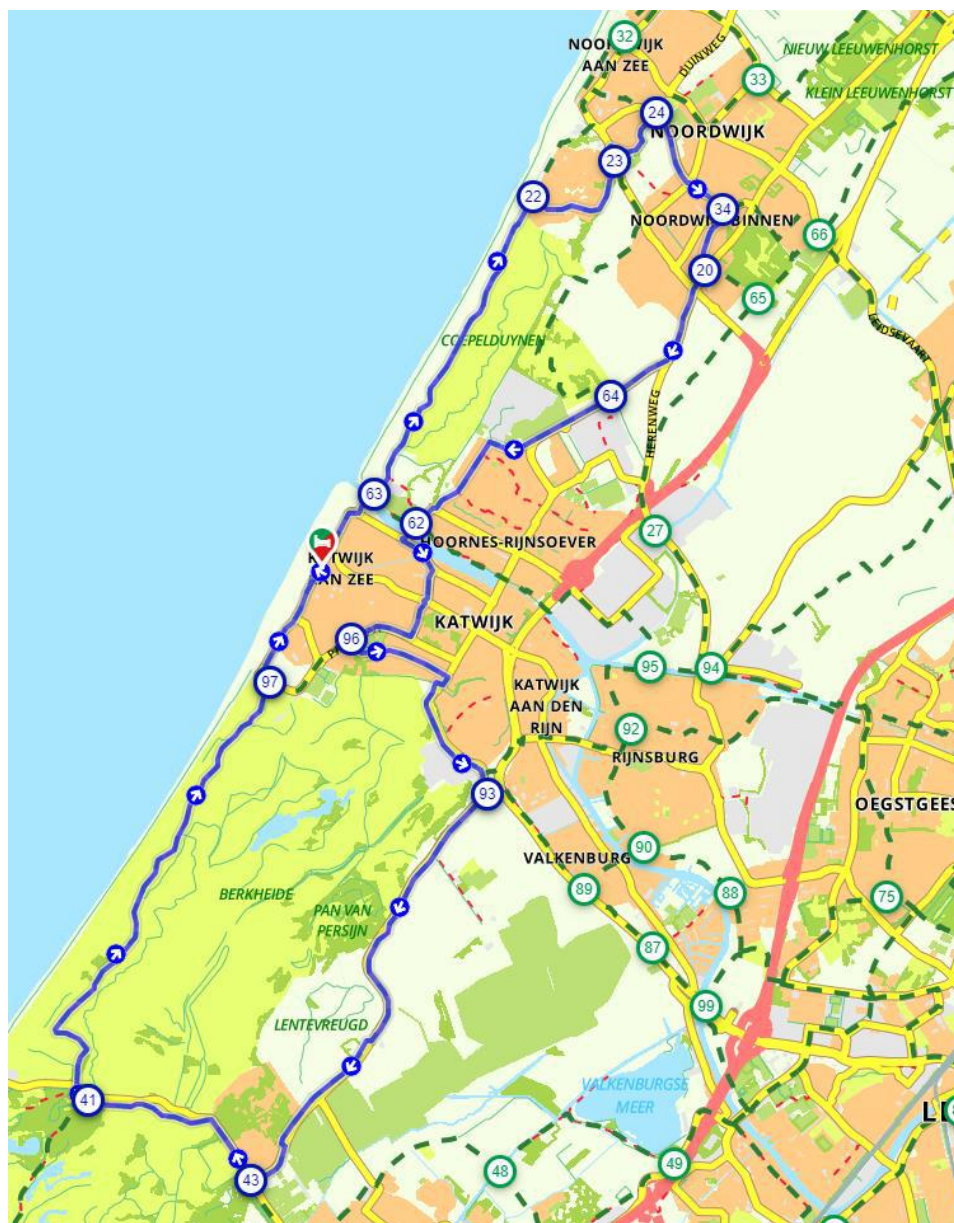 32
NOORDWIJK
AAN ZEE
DUINWEG
NIEUW LEEUWENHORST
33
KLEIN LEEUWENHORST
24
NOORDWIJK
23
22
34
NOORDWIJK-BINNEN
66
20
65
LEIDSEVAART
COEPELDUYNEN
64
HERENWEG
63
62
27
HOORNES-RIJNSOEVER
KATWIJK
AAN ZEE
KATWIJK
96
95
94
97
KATWIJK
AAN DEN
RIJN
92
RIJNSBURG
93
OEGSTGEES
90
VALKENBURG
89
88
75
BERKHEIDE
PAN VAN
PERSIJN
87
99
LENTEVREUGD
VALKENBURGSE
MEER
41
LE
43
48
49